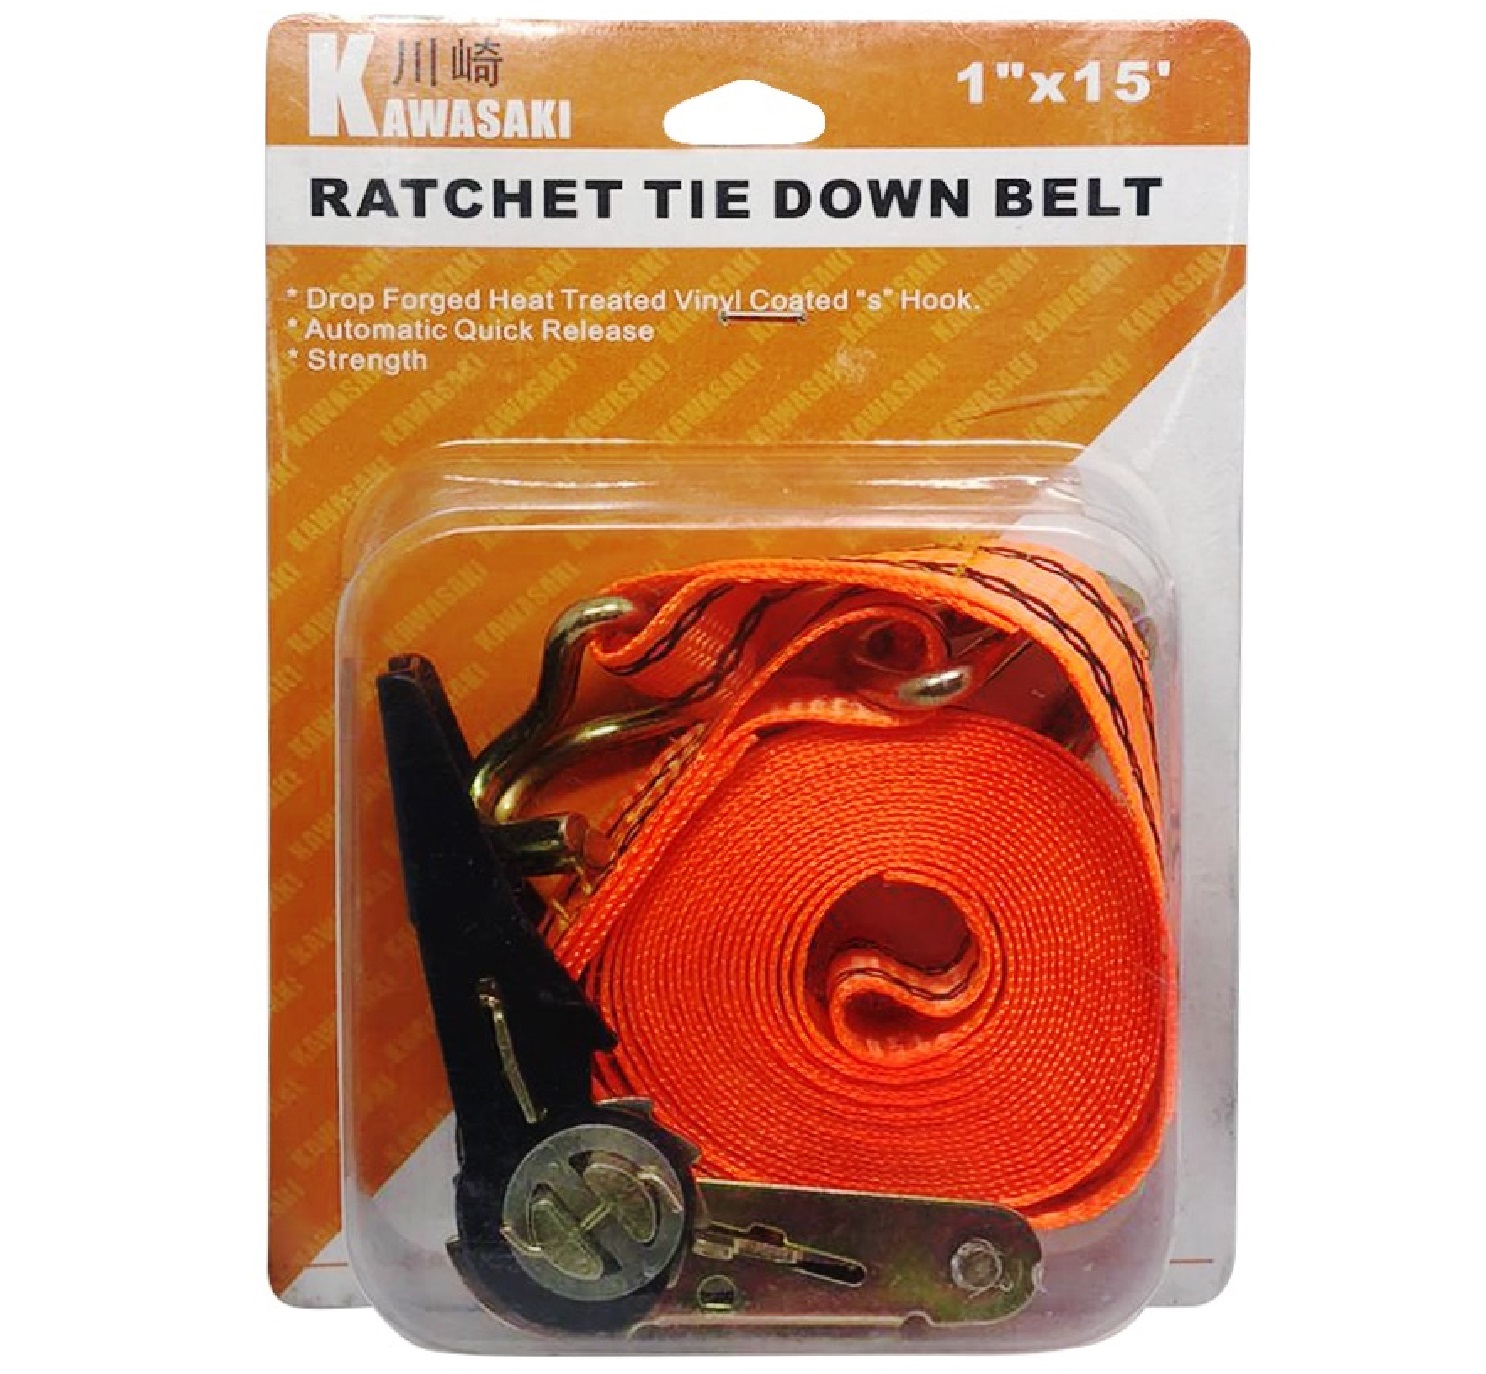 川崎
KAWASAKI
1"x15'
RATCHET TIE DOWN BELT
* Drop Forged Heat Treated Vinyl Coated “s” Hook.
* Automatic Quick Release
* Strength